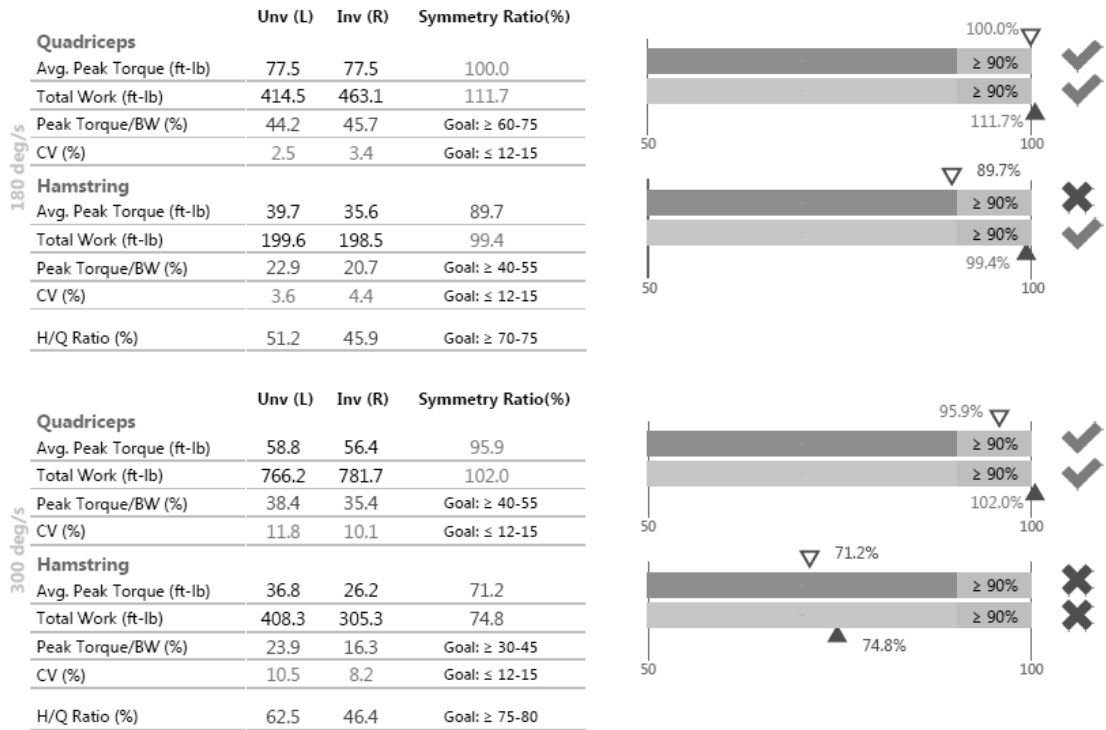 Unv (L) Inv (R) Symmetry Ratio(%)
Quadriceps
Avg. Peak Torque (ft-lb) 77.5 77.5 100.0
Total Work (ft-lb) 414.5 463.1 111.7
Peak Torque/BW (%) 44.2 45.7 Goal: ≥ 60-75
CV (%) 2.5 3.4 Goal: ≤ 12-15
180 deg/s
Hamstring
Avg. Peak Torque (ft-lb) 39.7 35.6 89.7
Total Work (ft-lb) 199.6 198.5 99.4
Peak Torque/BW (%) 22.9 20.7 Goal: ≥ 40-55
CV (%) 3.6 4.4 Goal: ≤ 12-15
H/Q Ratio (%) 51.2 45.9 Goal: ≥ 70-75
100.0%
≥ 90%
≥ 90%
111.7%
50 100
89.7%
≥ 90%
≥ 90%
99.4%
50 100
Unv (L) Inv (R) Symmetry Ratio(%)
Quadriceps
Avg. Peak Torque (ft-lb) 58.8 56.4 95.9
Total Work (ft-lb) 766.2 781.7 102.0
Peak Torque/BW (%) 38.4 35.4 Goal: ≥ 40-55
CV (%) 11.8 10.1 Goal: ≤ 12-15
300 deg/s
Hamstring
Avg. Peak Torque (ft-lb) 36.8 26.2 71.2
Total Work (ft-lb) 408.3 305.3 74.8
Peak Torque/BW (%) 23.9 16.3 Goal: ≥ 30-45
CV (%) 10.5 8.2 Goal: ≤ 12-15
H/Q Ratio (%) 62.5 46.4 Goal: ≥ 75-80
95.9%
≥ 90%
≥ 90%
102.0%
50 100
71.2%
≥ 90%
≥ 90%
74.8%
50 100